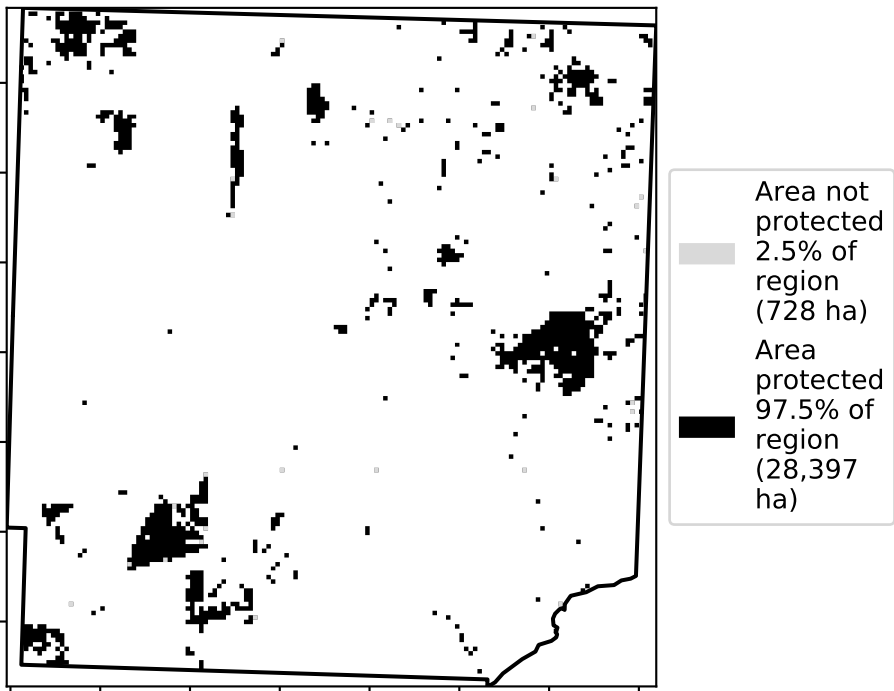 Area not
protected
2.5% of
region
(728 ha)
Area
protected
97.5% of
region
(28,397
ha)